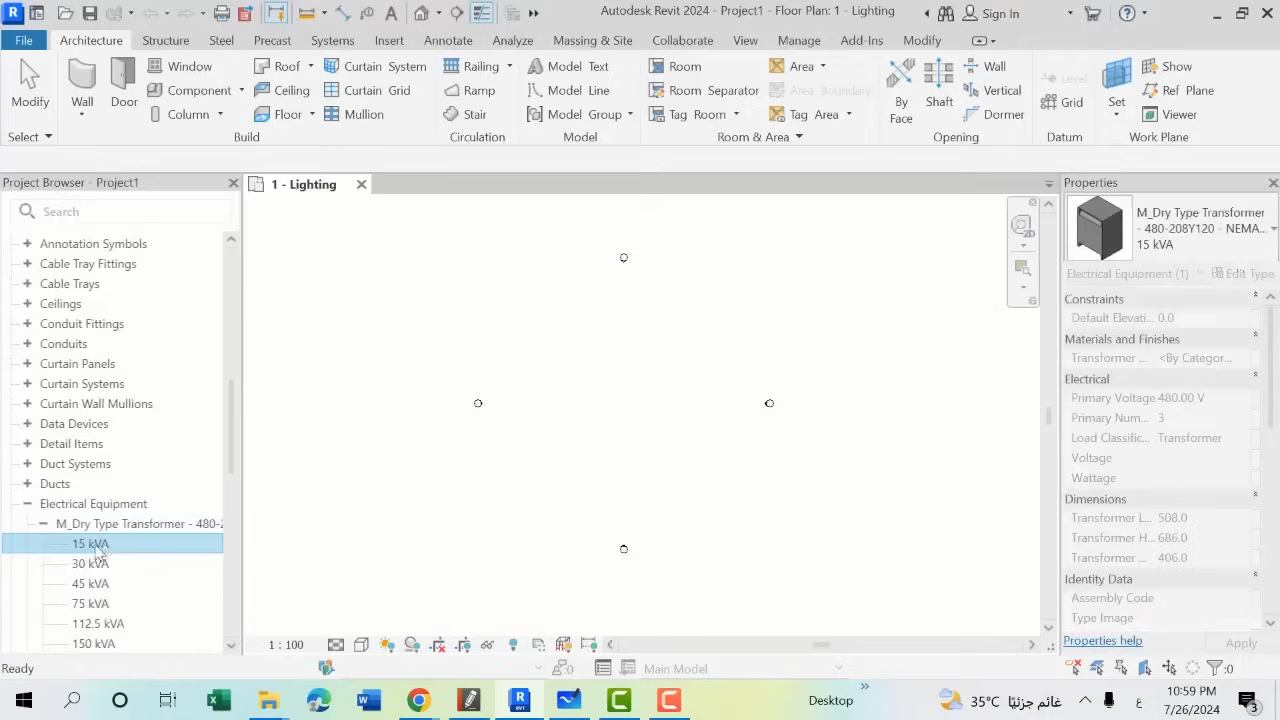 Autodesk Revit 2024 - Project1 - Floor Plan: 1 - Lighting
Sign In
File Architecture Structure Steel Precast Systems Insert Annotate Analyze Massing & Site Collaborate View Manage Add-Ins Modify
Modify
Select
Wall
Door
Window
Component
Column
Roof
Ceiling
Floor
Curtain System
Curtain Grid
Mullion
Build
Railing
Ramp
Stair
Circulation
Model Text
Model Line
Model Group
Model
Room
Room Separator
Tag Room
Area
Area Boundary
Tag Area
Room & Area
By Face
Shaft
Wall
Vertical
Dormer
Opening
Level
Grid
Datum
Set
Show
Ref Plane
Viewer
Work Plane
Project Browser - Project1
Search
Annotation Symbols
Cable Tray Fittings
Cable Trays
Ceilings
Conduit Fittings
Conduits
Curtain Panels
Curtain Systems
Curtain Wall Mullions
Data Devices
Detail Items
Duct Systems
Ducts
Electrical Equipment
M_Dry Type Transformer - 480-2
15 kVA
30 kVA
45 kVA
75 kVA
112.5 kVA
150 kVA
1 - Lighting
2D
1 : 100
Properties
M_Dry Type Transformer
- 480-208Y120 - NEMA...
15 kVA
Electrical Equipment (1) Edit Type
Constraints
Default Elevati... 0.0
Materials and Finishes
Transformer ... <By Categor...
Electrical
Primary Voltage 480.00 V
Primary Num... 3
Load Classific... Transformer
Voltage
Wattage
Dimensions
Transformer L... 508.0
Transformer H... 686.0
Transformer ... 406.0
Identity Data
Assembly Code
Type Image
Properties help Apply
Ready
:0
Main Model
:0
Desktop
35°C غائم جزئيًا
ع
10:59 PM
7/26/2024
3